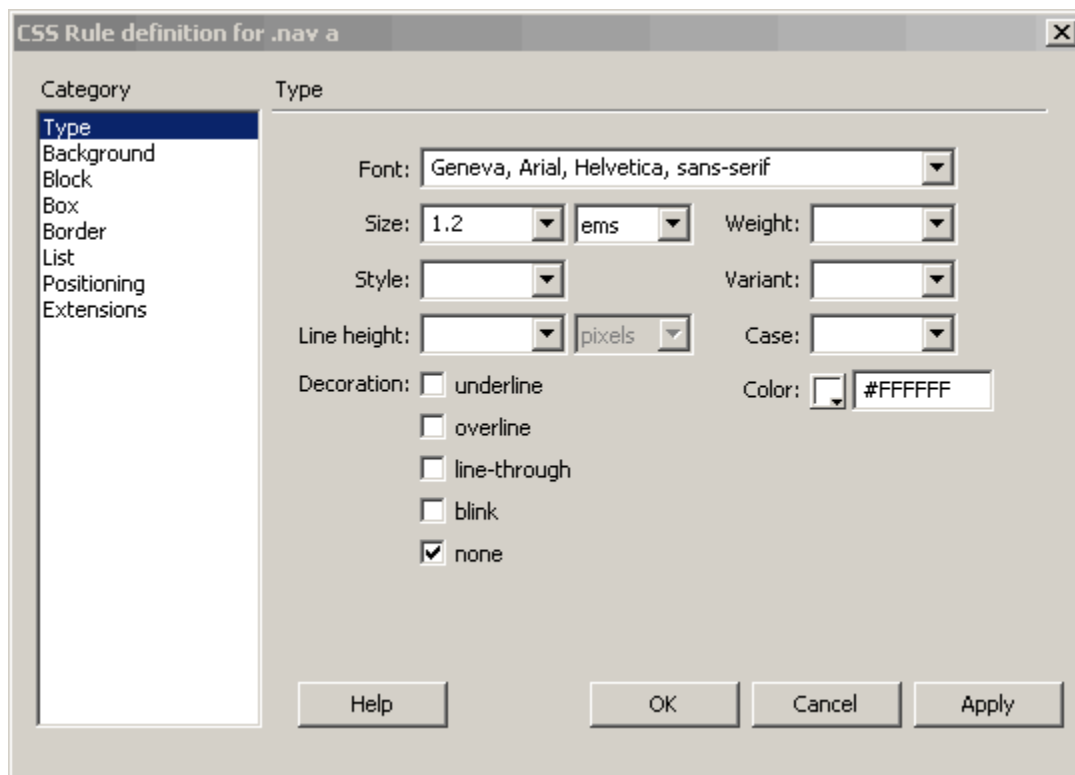 CSS Rule definition for .nav a
Category
Type
Type
Background
Block
Box
Border
List
Positioning
Extensions
Font: Geneva, Arial, Helvetica, sans-serif
Size: 1.2 ems Weight:
Style: Variant:
Line height: pixels Case:
Decoration: underline Color: #FFFFFF
overline
line-through
blink
none
Help OK Cancel Apply